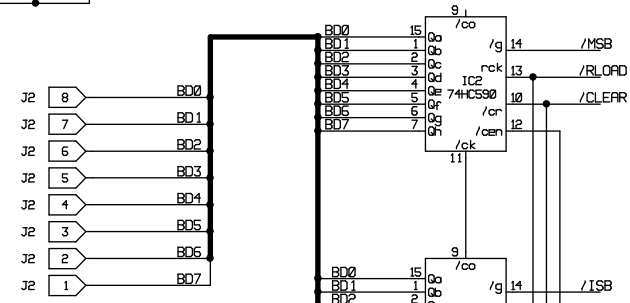 9
/co
BD0 15 Qa
BD1 1 Qb /g 14 /MSB
BD2 2 Qc
BD3 3 Qd rck 13 /RLOAD
BD4 4 Qe IC2
BD5 5 Qf 74HC590 10 /CLEAR
BD6 6 Qg /cr
BD7 7 Qh /cen 12
/ck
11
J2 8 BD0
J2 7 BD1
J2 6 BD2
J2 5 BD3
J2 4 BD4
J2 3 BD5
J2 2 BD6
J2 1 BD7
9
/co
BD0 15 Qa
BD1 1 Qb /g 14 /ISB
BD2 2